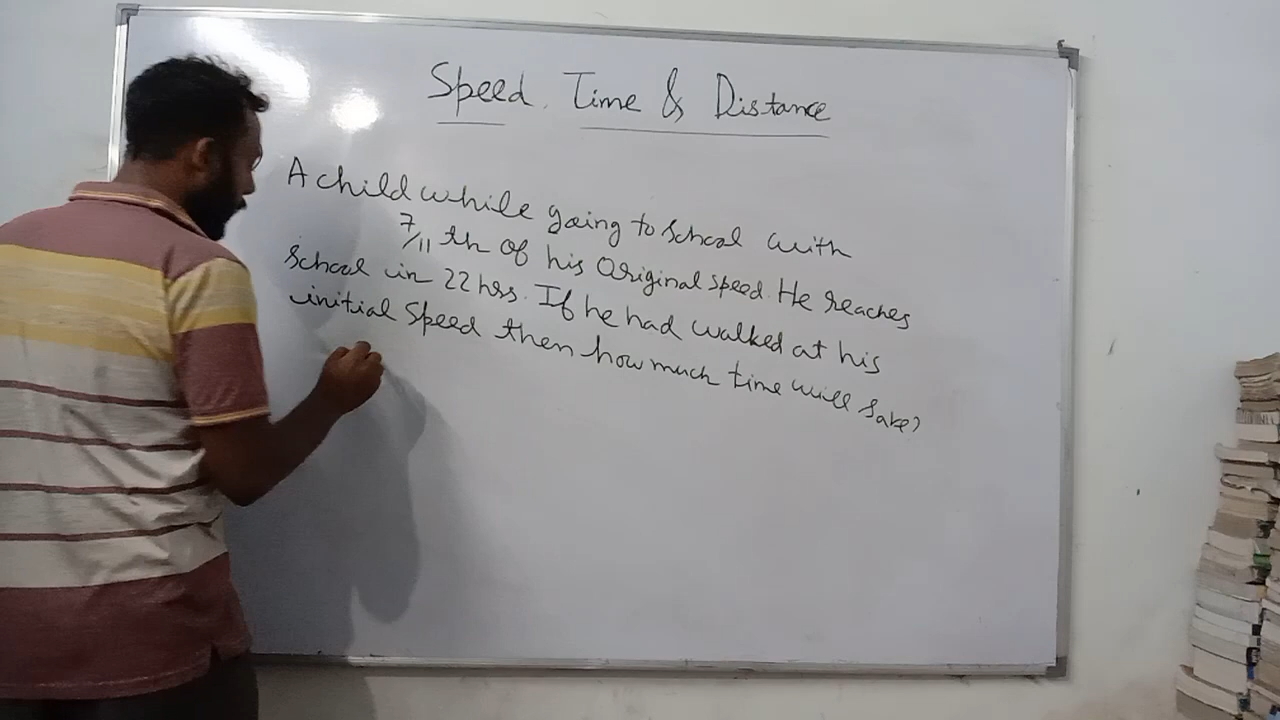 Speed, Time & Distance
A child while going to school with
7/11 th of his Original speed. He reaches
School in 22 hrs. If he had walked at his
initial speed then how much time will save?